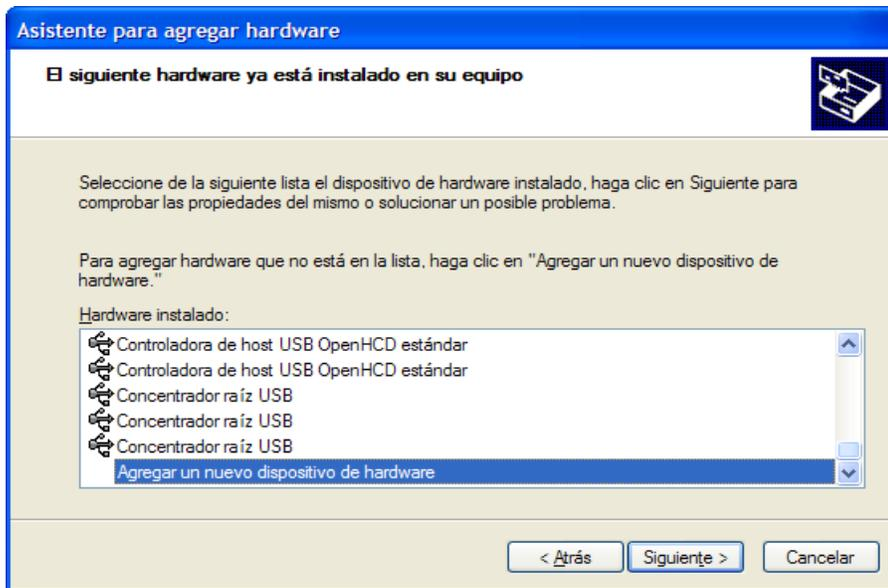 Asistente para agregar hardware
El siguiente hardware ya está instalado en su equipo
Seleccione de la siguiente lista el dispositivo de hardware instalado, haga clic en Siguiente para
comprobar las propiedades del mismo o solucionar un posible problema.
Para agregar hardware que no está en la lista, haga clic en "Agregar un nuevo dispositivo de
hardware."
Hardware instalado:
Controladora de host USB OpenHCD estándar
Controladora de host USB OpenHCD estándar
Concentrador raíz USB
Concentrador raíz USB
Concentrador raíz USB
Agregar un nuevo dispositivo de hardware
< Atrás Siguiente > Cancelar